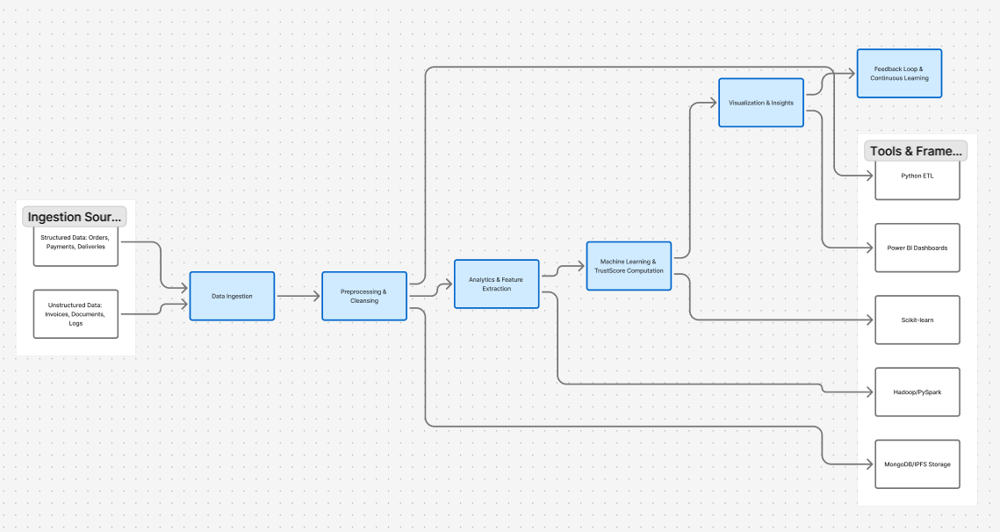 Feedback Loop &
Continuous Learning
Visualization & Insights
Tools & Frame...
Python ETL
Ingestion Sour...
Structured Data: Orders,
Payments, Deliveries
Power BI Dashboards
Machine Learning &
TrustScore Computation
Analytics & Feature
Extraction
Data Ingestion
Preprocessing &
Cleansing
Unstructured Data:
Invoices, Documents,
Logs
Scikit-learn
Hadoop/PySpark
MongoDB/IPFS Storage